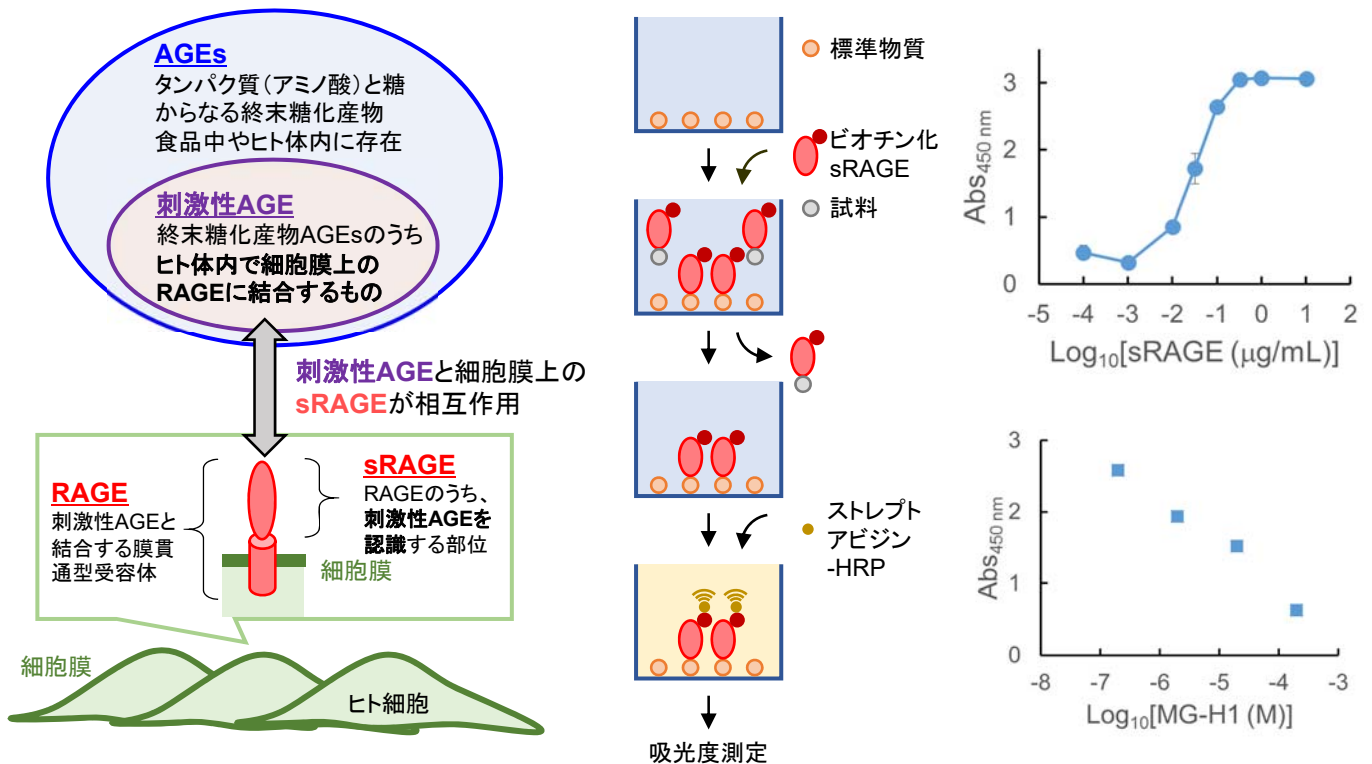 AGEs
タンパク質（アミノ酸）と糖
からなる終末糖化産物
食品中やヒト体内に存在
刺激性AGE
終末糖化産物AGEsのうち
ヒト体内で細胞膜上の
RAGEに結合するもの
刺激性AGEと細胞膜上の
sRAGEが相互作用
RAGE
刺激性AGEと
結合する膜貫
通型受容体
sRAGE
RAGEのうち、
刺激性AGEを
認識する部位
細胞膜
細胞膜
ヒト細胞
標準物質
ビオチン化
sRAGE
試料
ストレプト
アビジン
-HRP
吸光度測定
Abs450 nm
3
2
1
0
-5 -4 -3 -2 -1 0 1 2
Log10[sRAGE (μg/mL)]
Abs450 nm
3
2
1
0
-8 -7 -6 -5 -4 -3
Log10[MG-H1 (M)]